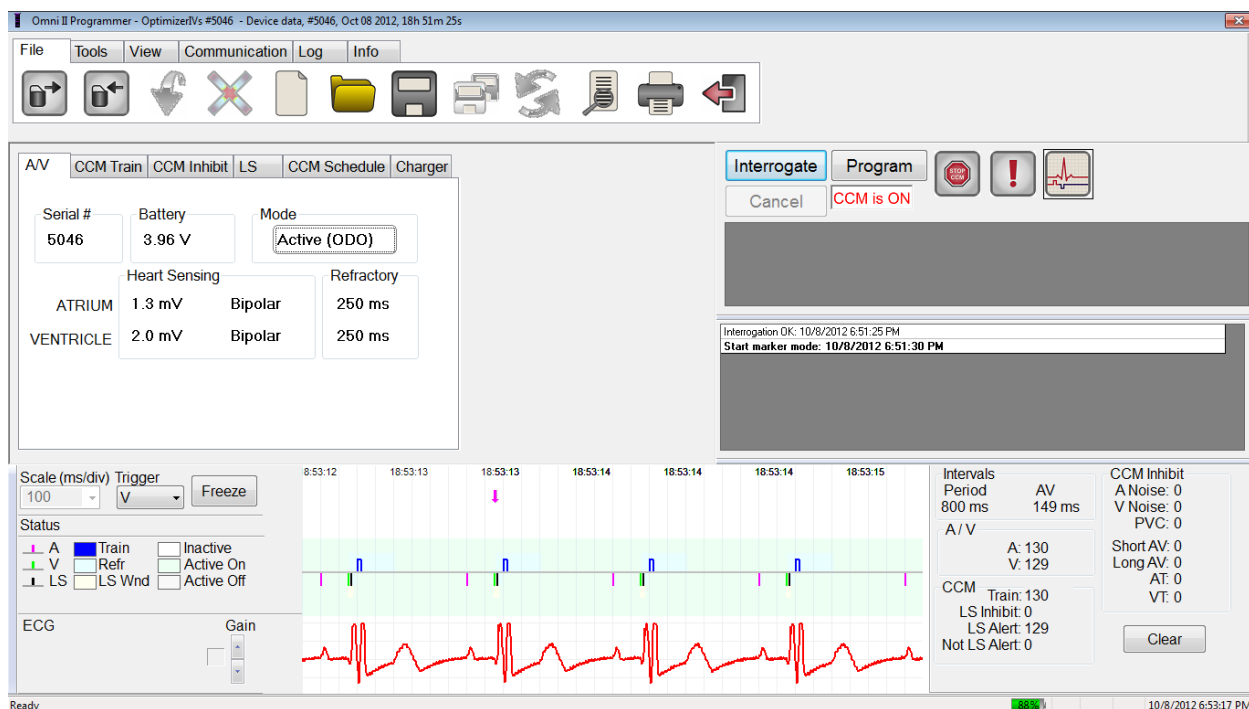 Omni II Programmer - OptimizerIVs #5046 - Device data, #5046, Oct 08 2012, 18h 51m 25s
File Tools View Communication Log Info
A/V CCM Train CCM Inhibit LS CCM Schedule Charger
Serial # Battery Mode
5046 3.96 V Active (ODO)
Heart Sensing Refractory
ATRIUM 1.3 mV Bipolar 250 ms
VENTRICLE 2.0 mV Bipolar 250 ms
Interrogate Program STOP CCM !
Cancel CCM is ON
Interrogation OK: 10/8/2012 6:51:25 PM
Start marker mode: 10/8/2012 6:51:30 PM
Scale (ms/div) Trigger
100 V Freeze
Status
A Train Inactive
V Refr Active On
LS LS Wnd Active Off
ECG Gain
8:53:12 18:53:13 18:53:13 18:53:14 18:53:14 18:53:14 18:53:15
Intervals
Period AV
800 ms 149 ms
A / V
A: 130
V: 129
CCM
Train: 130
LS Inhibit: 0
LS Alert: 129
Not LS Alert: 0
CCM Inhibit
A Noise: 0
V Noise: 0
PVC: 0
Short AV: 0
Long AV: 0
AT: 0
VT: 0
Clear
Ready 88% 10/8/2012 6:53:17 PM